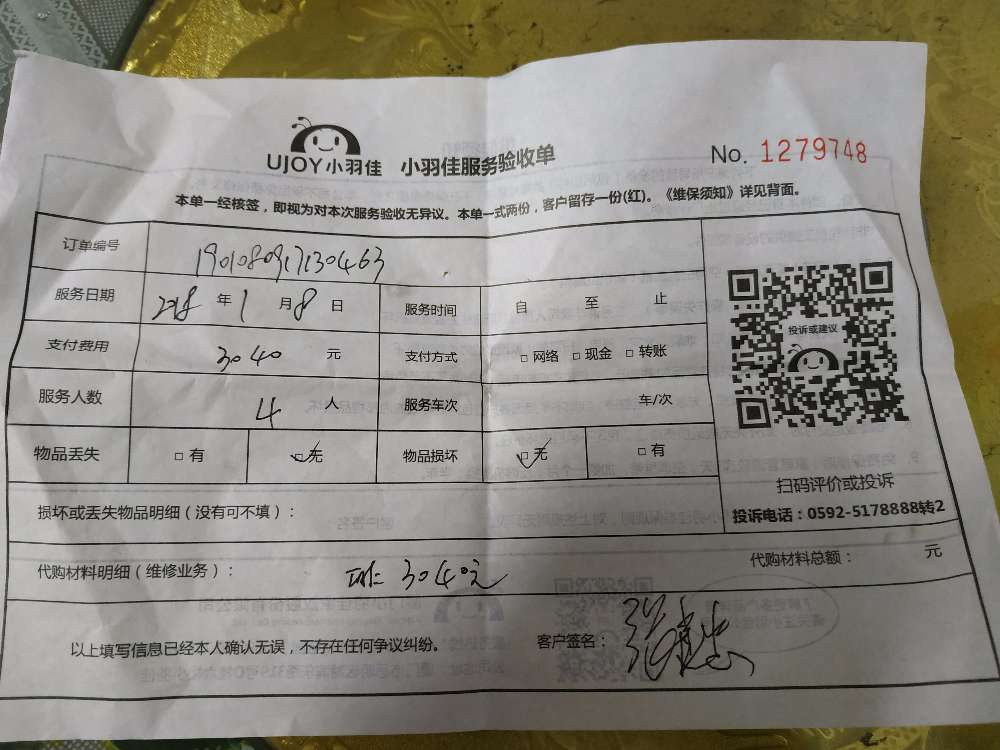 UJOY小羽佳 小羽佳服务验收单 No. 1279748
本单一经核签，即视为对本次服务验收无异议。本单一式两份，客户留存一份(红)。《维保须知》详见背面。
订单编号 19010809171730463
服务日期 年 1 月 8 日 服务时间 自 至 止
支付费用 3040 元 支付方式 □ 网络 □ 现金 □ 转账
服务人数 4 人 服务车次 年/次
物品丢失 □ 有 □ 无 物品损坏 □ 无 □ 有
投诉或建议
扫码评价或投诉
投诉电话：0592-5178888转2
损坏或丢失物品明细（没有可不填）：
代购材料明细（维修业务）： 3040元 代购材料总额： 元
以上填写信息已经本人确认无误，不存在任何争议纠纷。 客户签名：